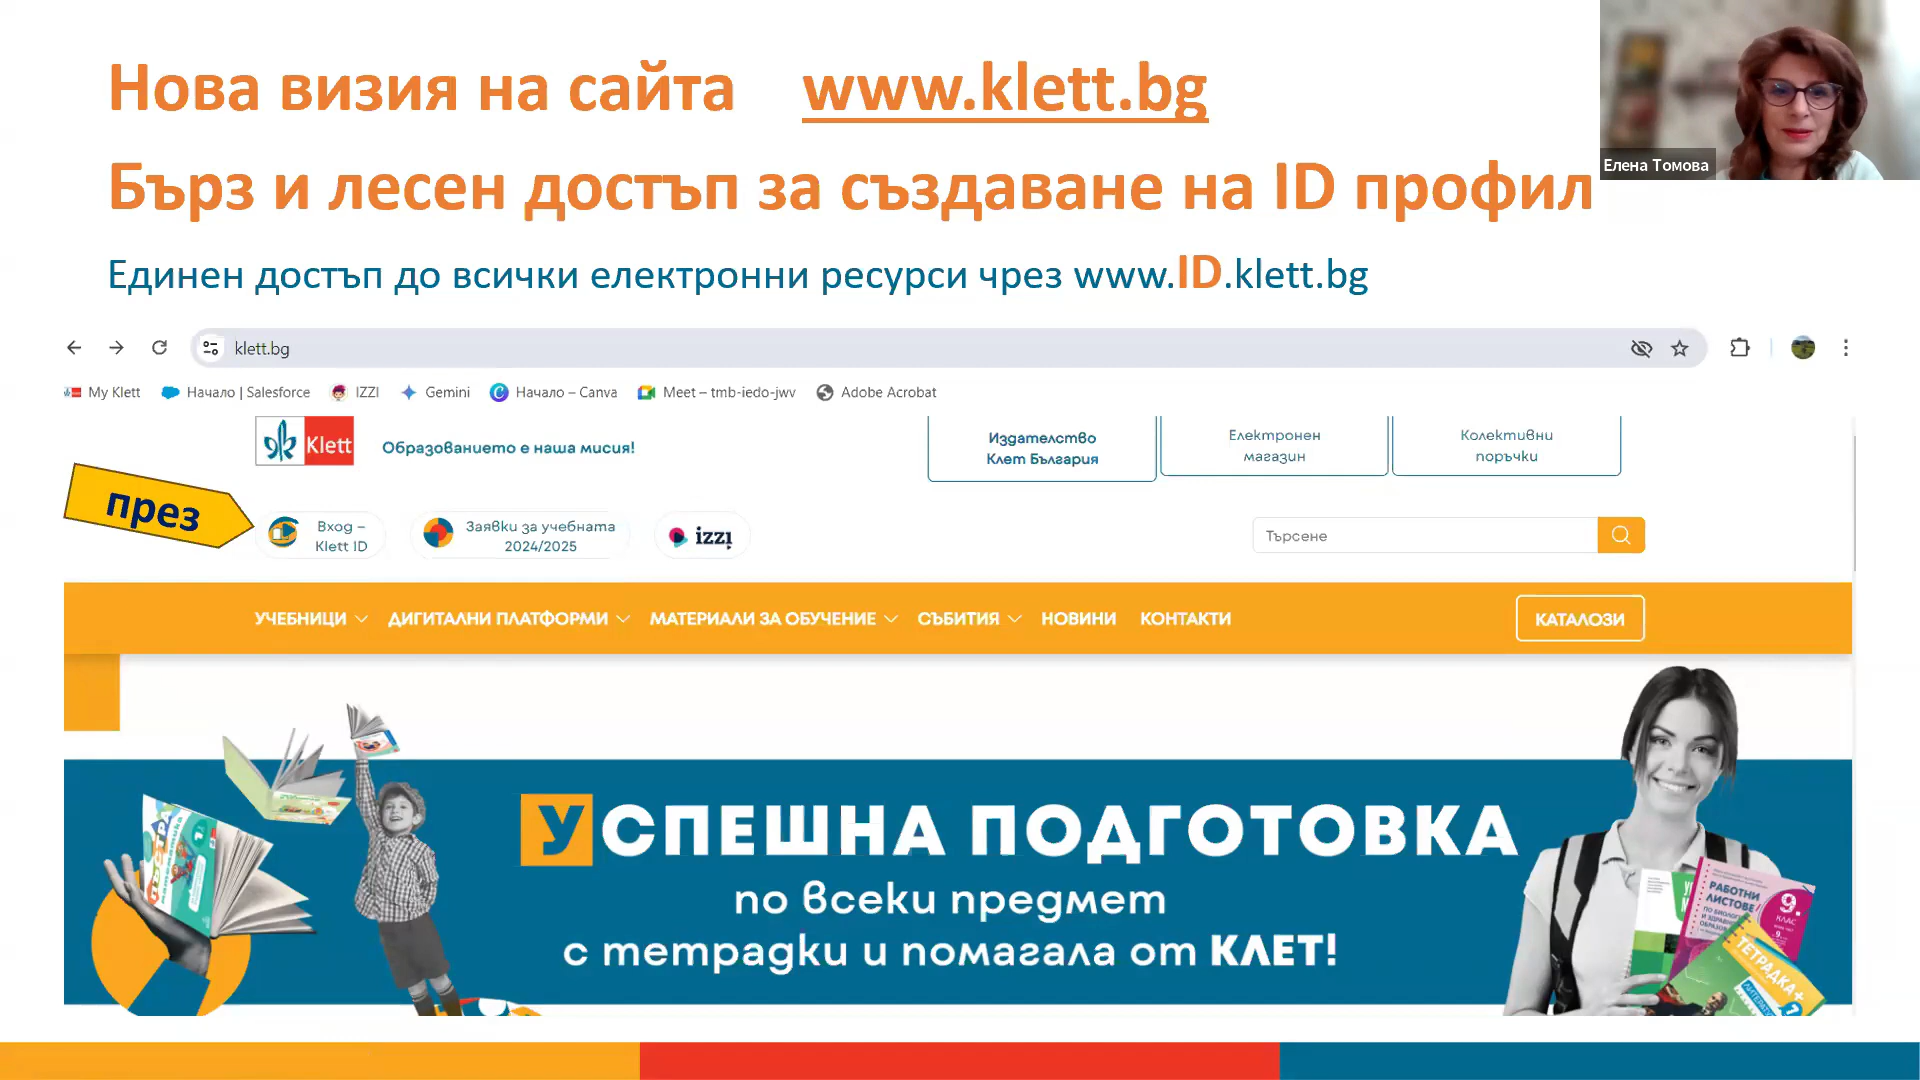 Нова визия на сайта www.klett.bg
Елена Томова
Бърз и лесен достъп за създаване на ID профил
Единен достъп до всички електронни ресурси чрез www.ID.klett.bg
klett.bg
My Klett Начало | Salesforce IZZI Gemini Начало – Canva Meet – tmb-iedo-jwv Adobe Acrobat
Klett
Образованието е наша мисия!
Издателство
Клет България
Електронен
магазин
Колективни
поръчки
през
Вход –
Klett ID
Заявки за учебната
2024/2025
izzi
Търсене
УЧЕБНИЦИ ДИГИТАЛНИ ПЛАТФОРМИ МАТЕРИАЛИ ЗА ОБУЧЕНИЕ СЪБИТИЯ НОВИНИ КОНТАКТИ КАТАЛОЗИ
УСПЕШНА ПОДГОТОВКА
по всеки предмет
с тетрадки и помагала от КЛЕТ!
РАБОТНИ
ЛИСТОВЕ
9.
КЛАС
ТЕТРАДКА+